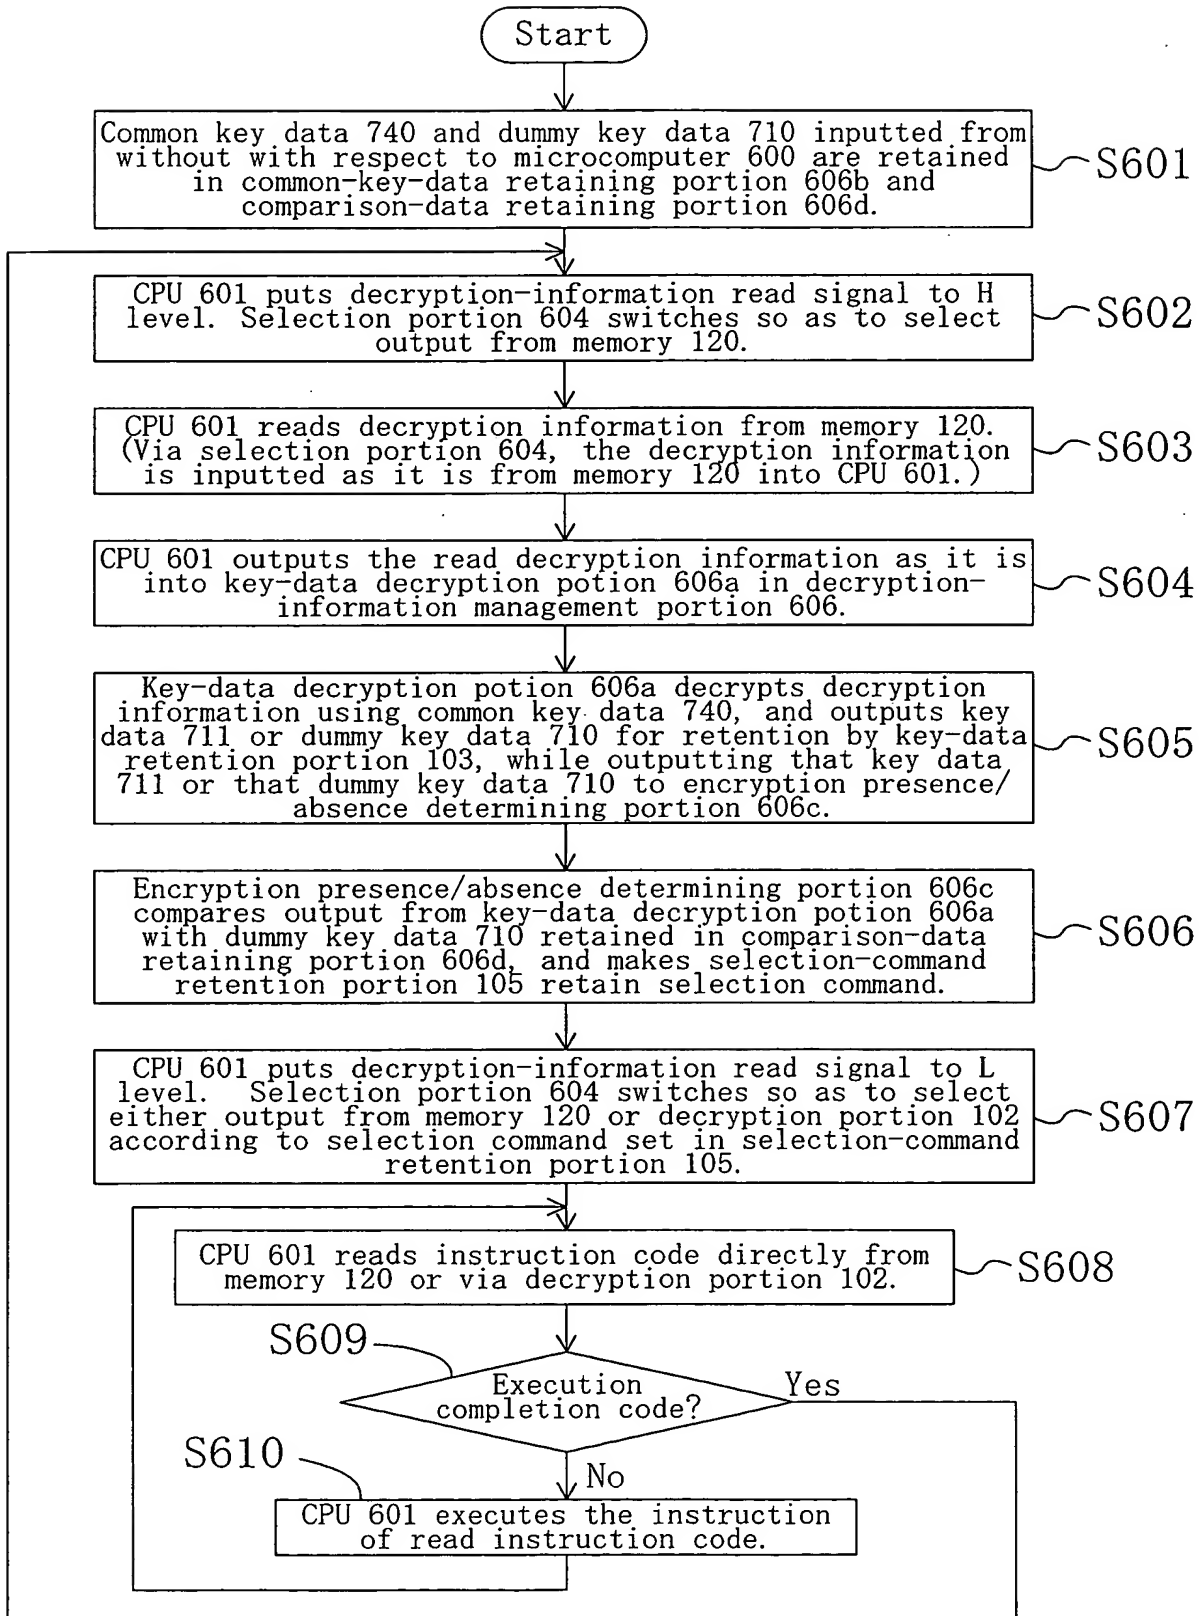 Start
Common key data 740 and dummy key data 710 inputted from
without with respect to microcomputer 600 are retained
in common-key-data retaining portion 606b and
comparison-data retaining portion 606d.
S601
CPU 601 puts decryption-information read signal to H
level. Selection portion 604 switches so as to select
output from memory 120.
S602
CPU 601 reads decryption information from memory 120.
(Via selection portion 604, the decryption information
is inputted as it is from memory 120 into CPU 601.)
S603
CPU 601 outputs the read decryption information as it is
into key-data decryption potion 606a in decryption-
information management portion 606.
S604
Key-data decryption potion 606a decrypts decryption
information using common key data 740, and outputs key
data 711 or dummy key data 710 for retention by key-data
retention portion 103, while outputting that key data
711 or that dummy key data 710 to encryption presence/
absence determining portion 606c.
S605
Encryption presence/absence determining portion 606c
compares output from key-data decryption potion 606a
with dummy key data 710 retained in comparison-data
retaining portion 606d, and makes selection-command
retention portion 105 retain selection command.
S606
CPU 601 puts decryption-information read signal to L
level. Selection portion 604 switches so as to select
either output from memory 120 or decryption portion 102
according to selection command set in selection-command
retention portion 105.
S607
CPU 601 reads instruction code directly from
memory 120 or via decryption portion 102.
S608
S609
Execution
completion code?
Yes
No
S610
CPU 601 executes the instruction
of read instruction code.